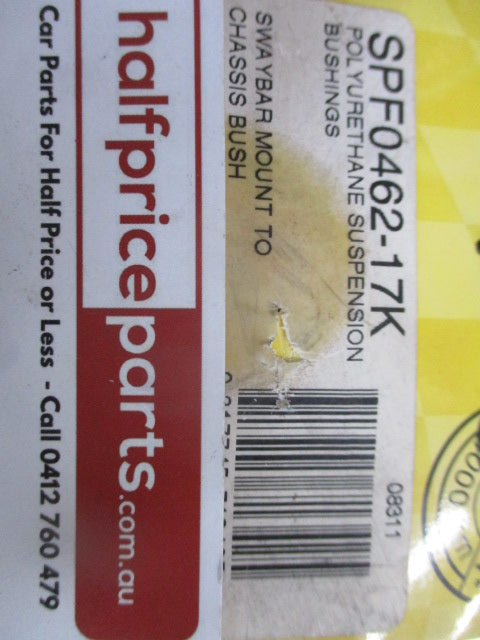 SPF0462-17K
POLYURETHANE SUSPENSION
BUSHINGS
SWAYBAR MOUNT TO
CHASSIS BUSH
08311
halfpriceparts.com.au
Car Parts For Half Price or Less - Call 0412 760 479